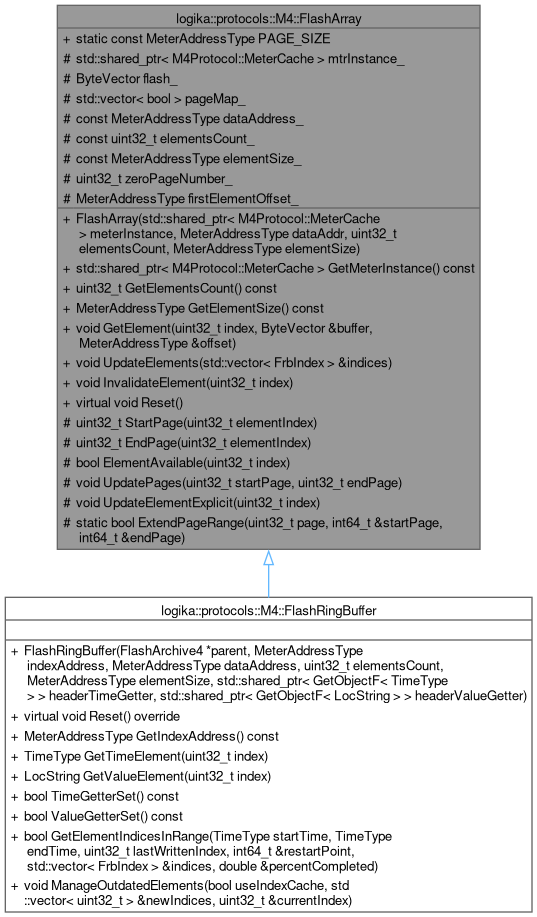 logika::protocols::M4::FlashArray
+ static const MeterAddressType PAGE_SIZE
# std::shared_ptr< M4Protocol::MeterCache > mtrInstance_
# ByteVector flash_
# std::vector< bool > pageMap_
# const MeterAddressType dataAddress_
# const uint32_t elementsCount_
# const MeterAddressType elementSize_
# uint32_t zeroPageNumber_
# MeterAddressType firstElementOffset_
+ FlashArray(std::shared_ptr< M4Protocol::MeterCache
> meterInstance, MeterAddressType dataAddr, uint32_t
elementsCount, MeterAddressType elementSize)
+ std::shared_ptr< M4Protocol::MeterCache > GetMeterInstance() const
+ uint32_t GetElementsCount() const
+ MeterAddressType GetElementSize() const
+ void GetElement(uint32_t index, ByteVector &buffer,
MeterAddressType &offset)
+ void UpdateElements(std::vector< FrbIndex > &indices)
+ void InvalidateElement(uint32_t index)
+ virtual void Reset()
# uint32_t StartPage(uint32_t elementIndex)
# uint32_t EndPage(uint32_t elementIndex)
# bool ElementAvailable(uint32_t index)
# void UpdatePages(uint32_t startPage, uint32_t endPage)
# void UpdateElementExplicit(uint32_t index)
# static bool ExtendPageRange(uint32_t page, int64_t &startPage,
int64_t &endPage)
logika::protocols::M4::FlashRingBuffer
+ FlashRingBuffer(FlashArchive4 *parent, MeterAddressType
indexAddress, MeterAddressType dataAddress, uint32_t elementsCount,
MeterAddressType elementSize, std::shared_ptr< GetObjectF< TimeType
> > headerTimeGetter, std::shared_ptr< GetObjectF< LocString > > headerValueGetter)
+ virtual void Reset() override
+ MeterAddressType GetIndexAddress() const
+ TimeType GetTimeElement(uint32_t index)
+ LocString GetValueElement(uint32_t index)
+ bool TimeGetterSet() const
+ bool ValueGetterSet() const
+ bool GetElementIndicesInRange(TimeType startTime, TimeType
endTime, uint32_t lastWrittenIndex, int64_t &restartPoint,
std::vector< FrbIndex > &indices, double &percentCompleted)
+ void ManageOutdatedElements(bool useIndexCache, std
::vector< uint32_t > &newIndices, uint32_t &currentIndex)